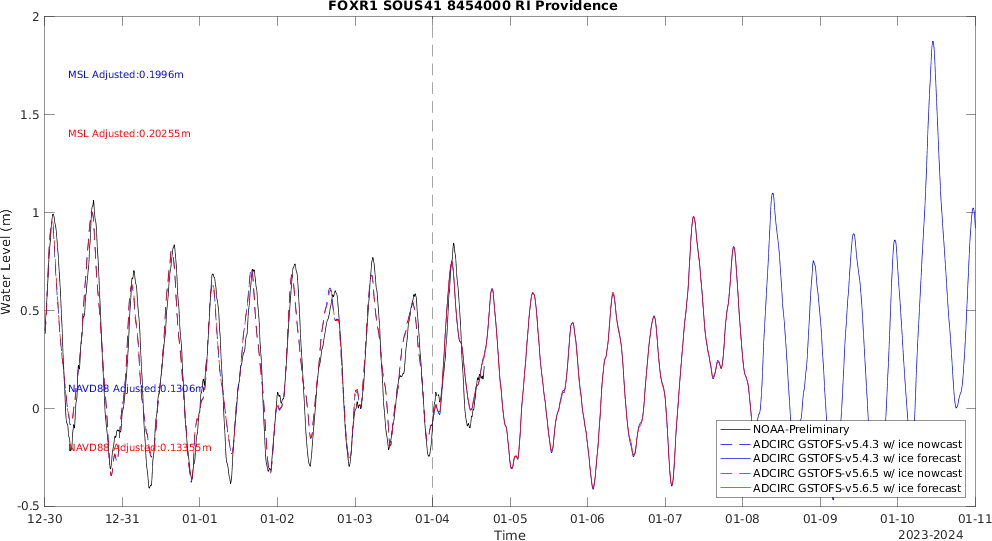 FOXR1 SOUS41 8454000 RI Providence
2
1.5
1
0.5
0
-0.5
Water Level (m)
MSL Adjusted:0.1996m
MSL Adjusted:0.20255m
NAVD88 Adjusted:0.1306m
NAVD88 Adjusted:0.13355m
NOAA-Preliminary
ADCIRC GSTOFS-v5.4.3 w/ ice nowcast
ADCIRC GSTOFS-v5.4.3 w/ ice forecast
ADCIRC GSTOFS-v5.6.5 w/ ice nowcast
ADCIRC GSTOFS-v5.6.5 w/ ice forecast
12-30 12-31 01-01 01-02 01-03 01-04 01-05 01-06 01-07 01-08 01-09 01-10 01-11
Time
2023-2024